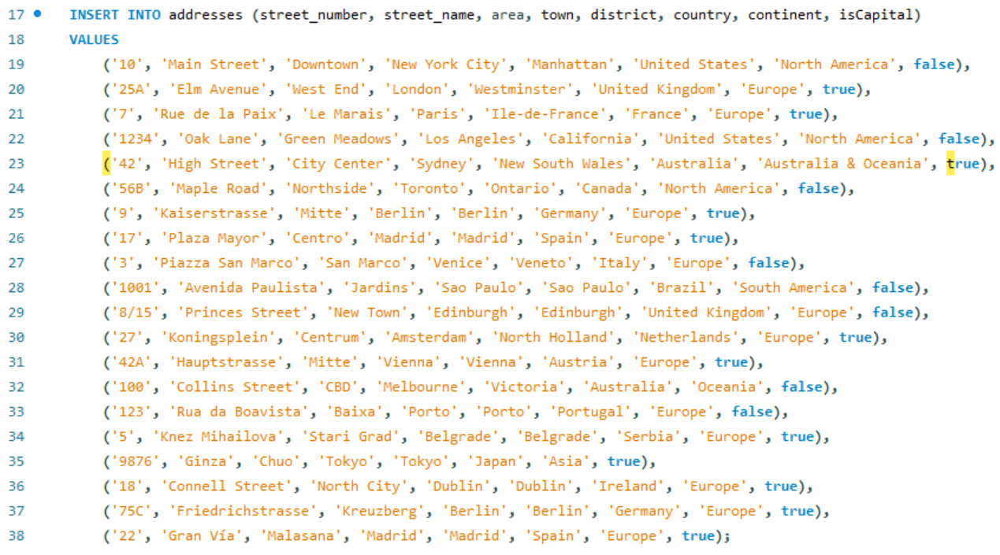 17 INSERT INTO addresses (street_number, street_name, area, town, district, country, continent, isCapital)
18 VALUES
19 ('10', 'Main Street', 'Downtown', 'New York City', 'Manhattan', 'United States', 'North America', false),
20 ('25A', 'Elm Avenue', 'West End', 'London', 'Westminster', 'United Kingdom', 'Europe', true),
21 ('7', 'Rue de la Paix', 'Le Marais', 'Paris', 'Ile-de-France', 'France', 'Europe', true),
22 ('1234', 'Oak Lane', 'Green Meadows', 'Los Angeles', 'California', 'United States', 'North America', false),
23 ('42', 'High Street', 'City Center', 'Sydney', 'New South Wales', 'Australia', 'Australia & Oceania', true),
24 ('56B', 'Maple Road', 'Northside', 'Toronto', 'Ontario', 'Canada', 'North America', false),
25 ('9', 'Kaiserstrasse', 'Mitte', 'Berlin', 'Berlin', 'Germany', 'Europe', true),
26 ('17', 'Plaza Mayor', 'Centro', 'Madrid', 'Madrid', 'Spain', 'Europe', true),
27 ('3', 'Piazza San Marco', 'San Marco', 'Venice', 'Veneto', 'Italy', 'Europe', false),
28 ('1001', 'Avenida Paulista', 'Jardins', 'Sao Paulo', 'Sao Paulo', 'Brazil', 'South America', false),
29 ('8/15', 'Princes Street', 'New Town', 'Edinburgh', 'Edinburgh', 'United Kingdom', 'Europe', false),
30 ('27', 'Koningsplein', 'Centrum', 'Amsterdam', 'North Holland', 'Netherlands', 'Europe', true),
31 ('42A', 'Hauptstrasse', 'Mitte', 'Vienna', 'Vienna', 'Austria', 'Europe', true),
32 ('100', 'Collins Street', 'CBD', 'Melbourne', 'Victoria', 'Australia', 'Oceania', false),
33 ('123', 'Rua da Boavista', 'Baixa', 'Porto', 'Porto', 'Portugal', 'Europe', false),
34 ('5', 'Knez Mihailova', 'Stari Grad', 'Belgrade', 'Belgrade', 'Serbia', 'Europe', true),
35 ('9876', 'Ginza', 'Chuo', 'Tokyo', 'Tokyo', 'Japan', 'Asia', true),
36 ('18', 'Connell Street', 'North City', 'Dublin', 'Dublin', 'Ireland', 'Europe', true),
37 ('75C', 'Friedrichstrasse', 'Kreuzberg', 'Berlin', 'Berlin', 'Germany', 'Europe', true),
38 ('22', 'Gran Vía', 'Malasana', 'Madrid', 'Madrid', 'Spain', 'Europe', true);